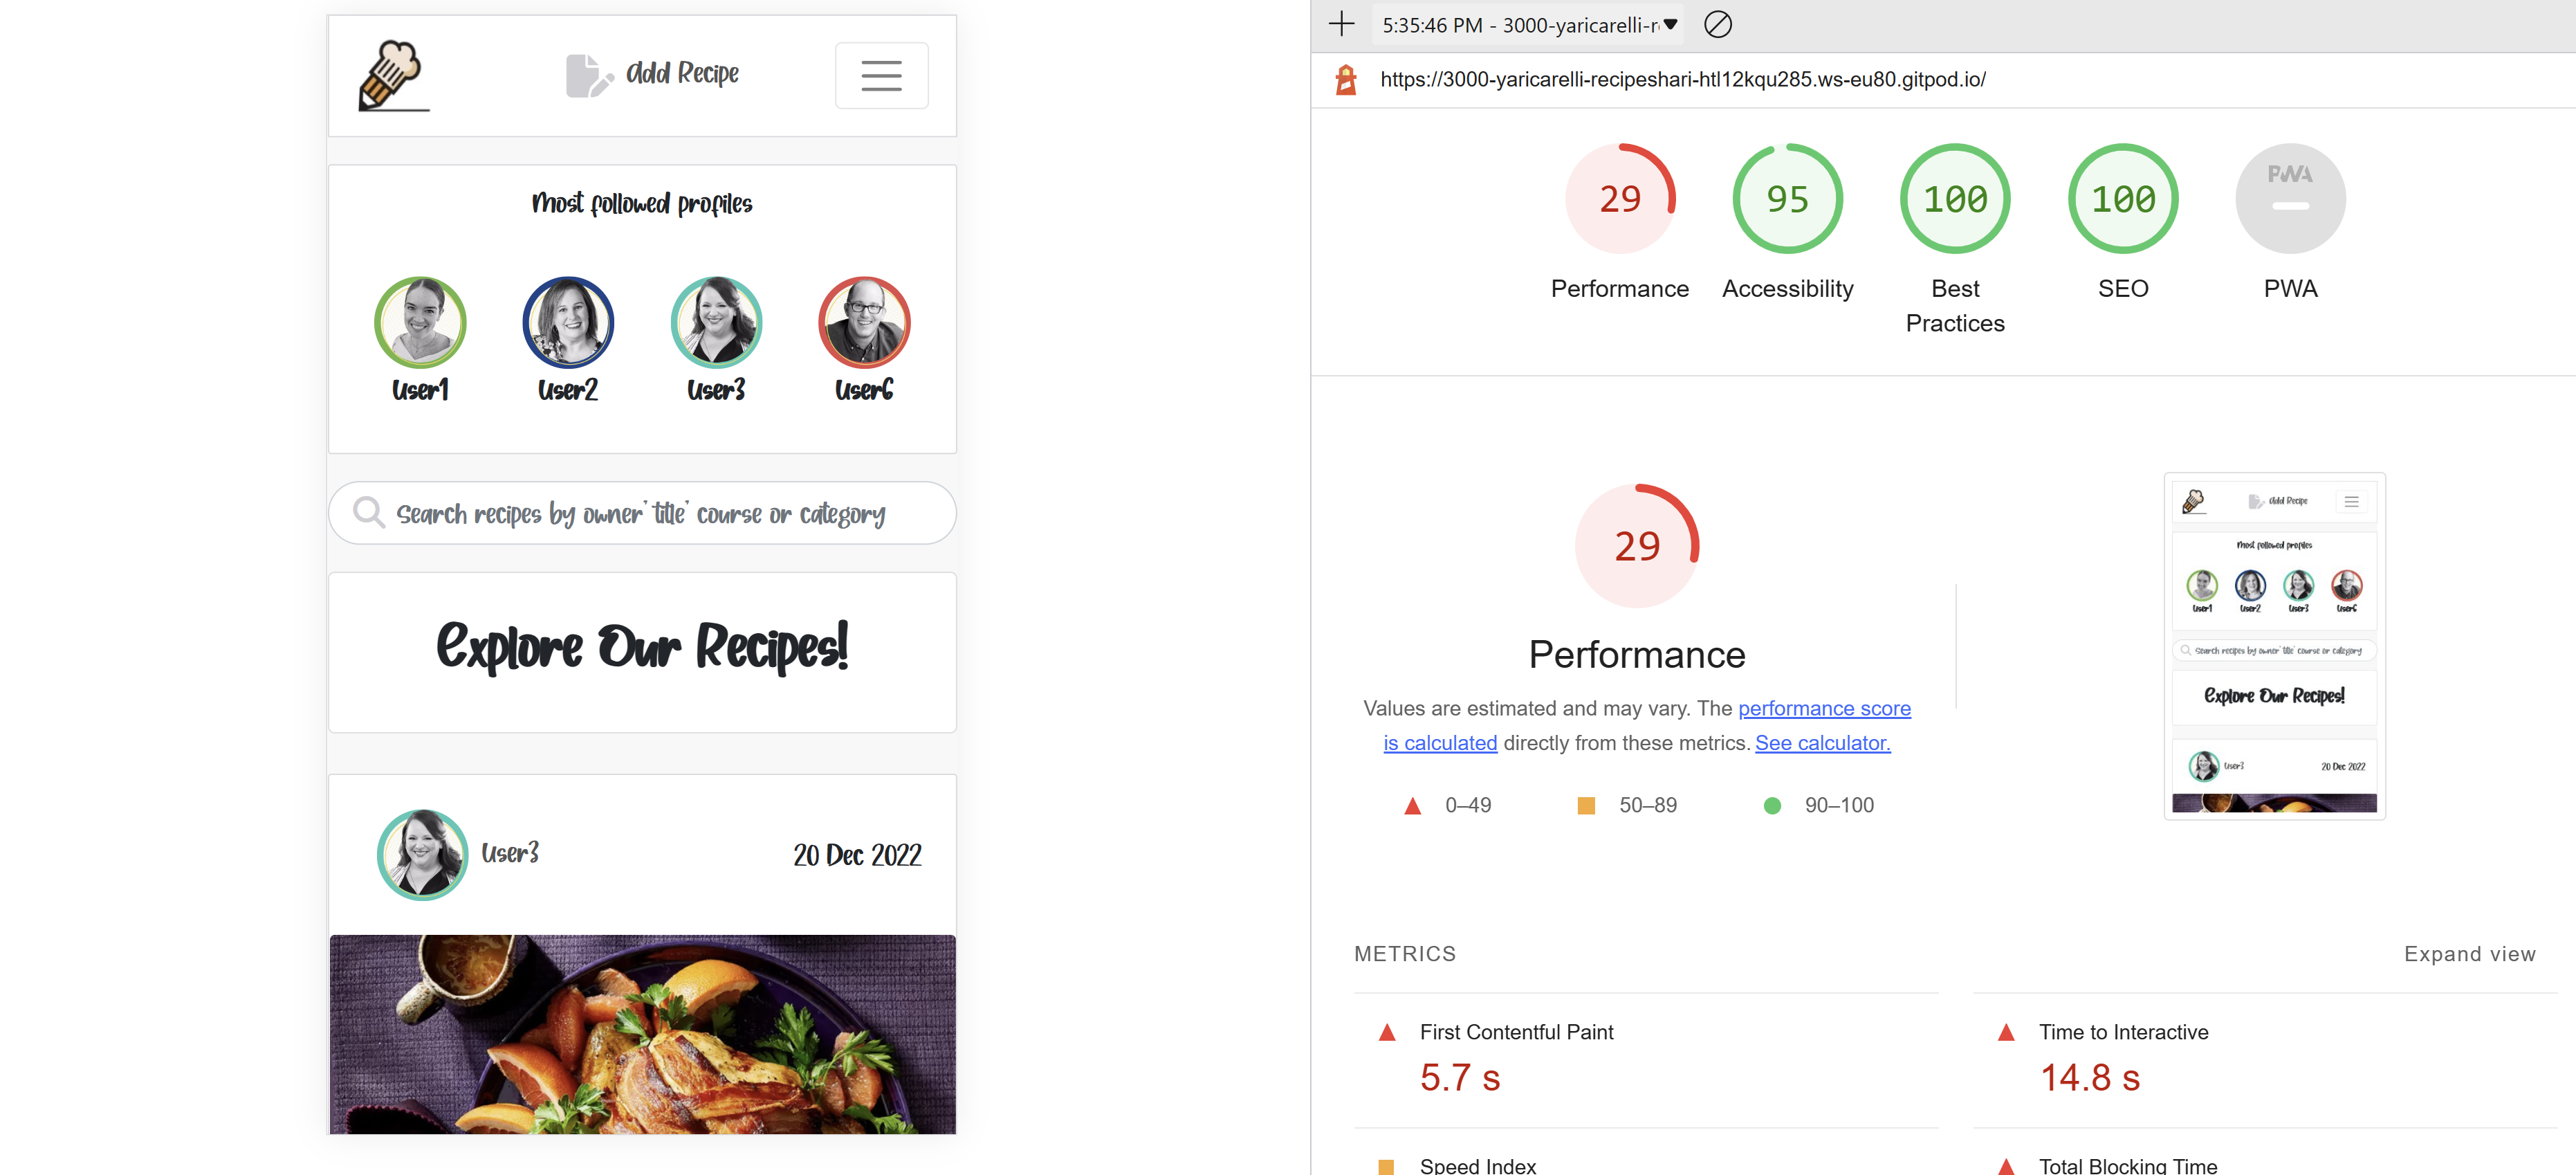 Add Recipe
Most followed profiles
User1 User2 User3 User6
Search recipes by owner, title, course or category
Explore Our Recipes!
User3 20 Dec 2022
5:35:46 PM - 3000-yaricarelli-r
https://3000-yaricarelli-recipeshari-htl12kqu285.ws-eu80.gitpod.io/
29 95 100 100 PWA
Performance Accessibility Best Practices SEO PWA
29
Performance
Values are estimated and may vary. The performance score
is calculated directly from these metrics. See calculator.
0–49 50–89 90–100
Add Recipe
Most followed profiles
User1 User2 User3 User6
Search recipes by owner, title, course or category
Explore Our Recipes!
User3 20 Dec 2022
METRICS Expand view
First Contentful Paint Time to Interactive
5.7 s 14.8 s
Speed Index Total Blocking Time